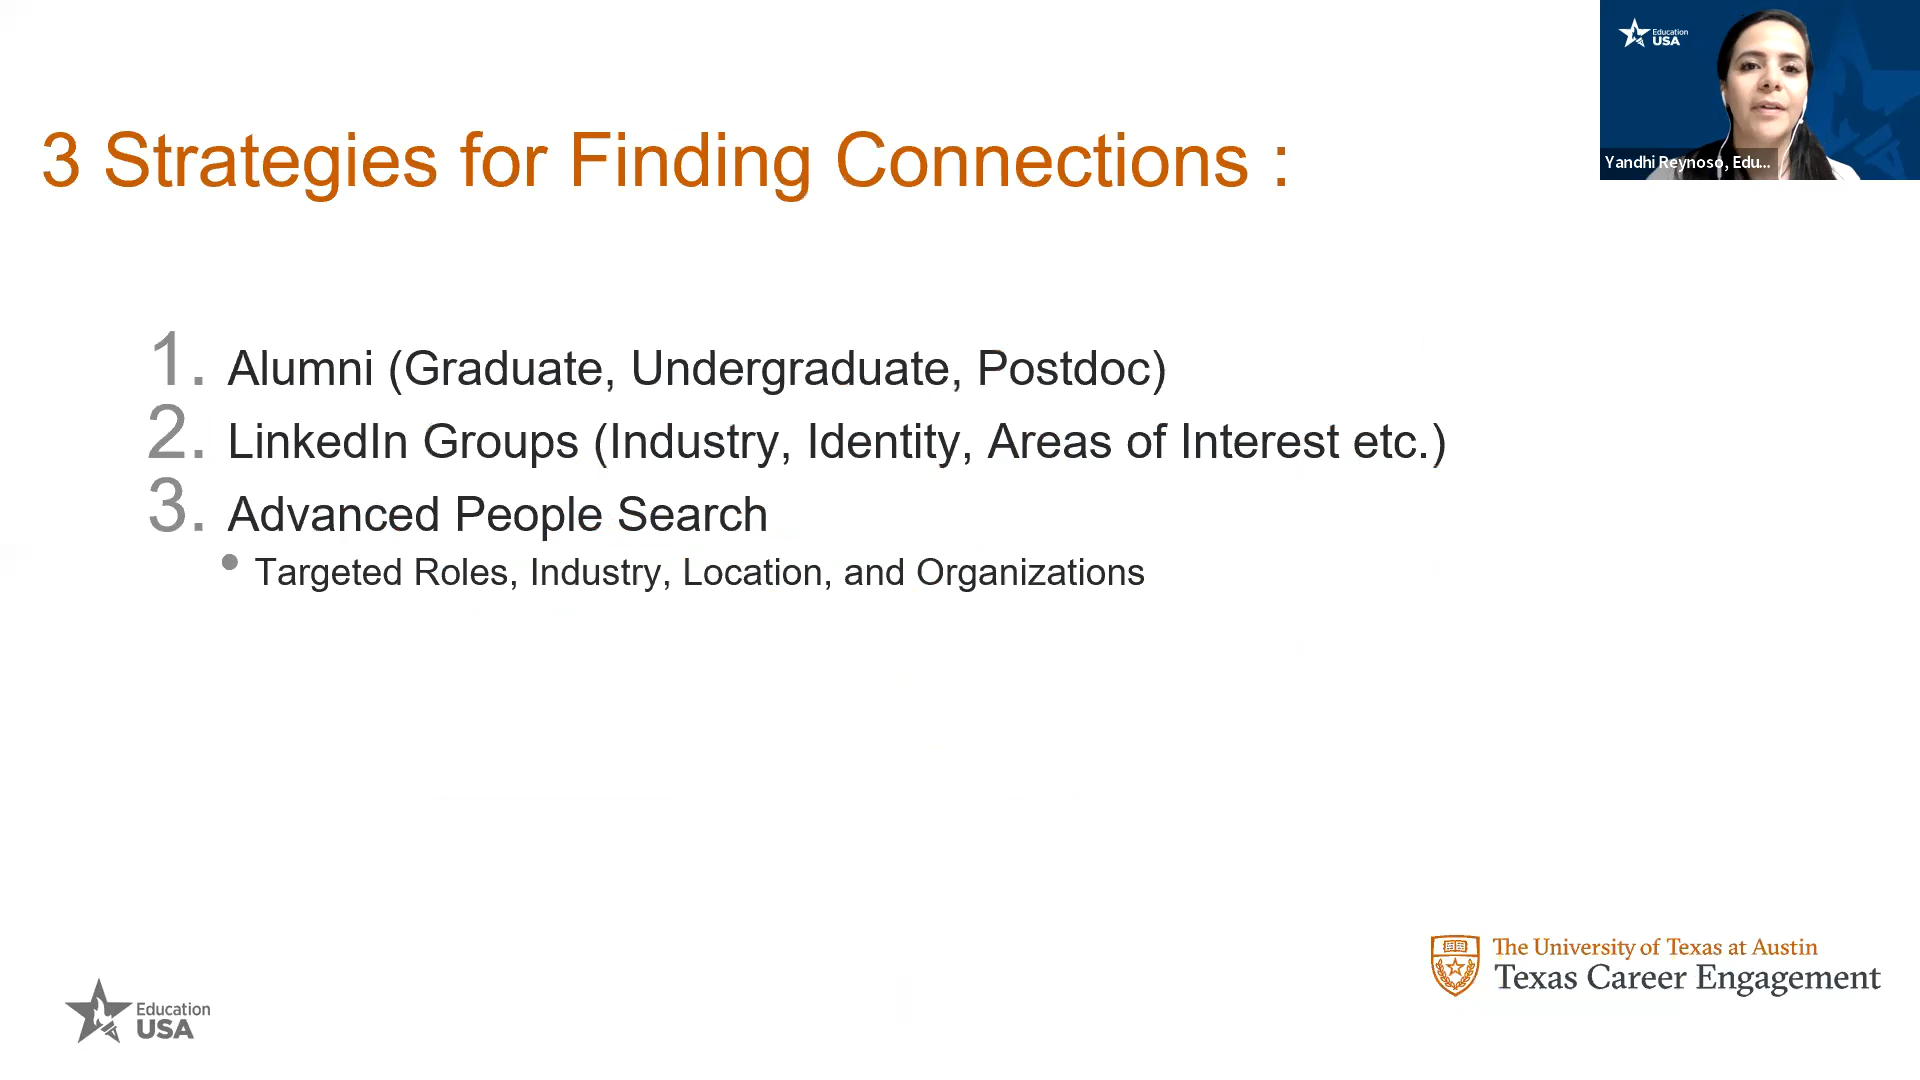 Education
USA
Yandhi Reynoso, Edu...
3 Strategies for Finding Connections :
1. Alumni (Graduate, Undergraduate, Postdoc)
2. LinkedIn Groups (Industry, Identity, Areas of Interest etc.)
3. Advanced People Search
• Targeted Roles, Industry, Location, and Organizations
The University of Texas at Austin
Texas Career Engagement
Education
USA